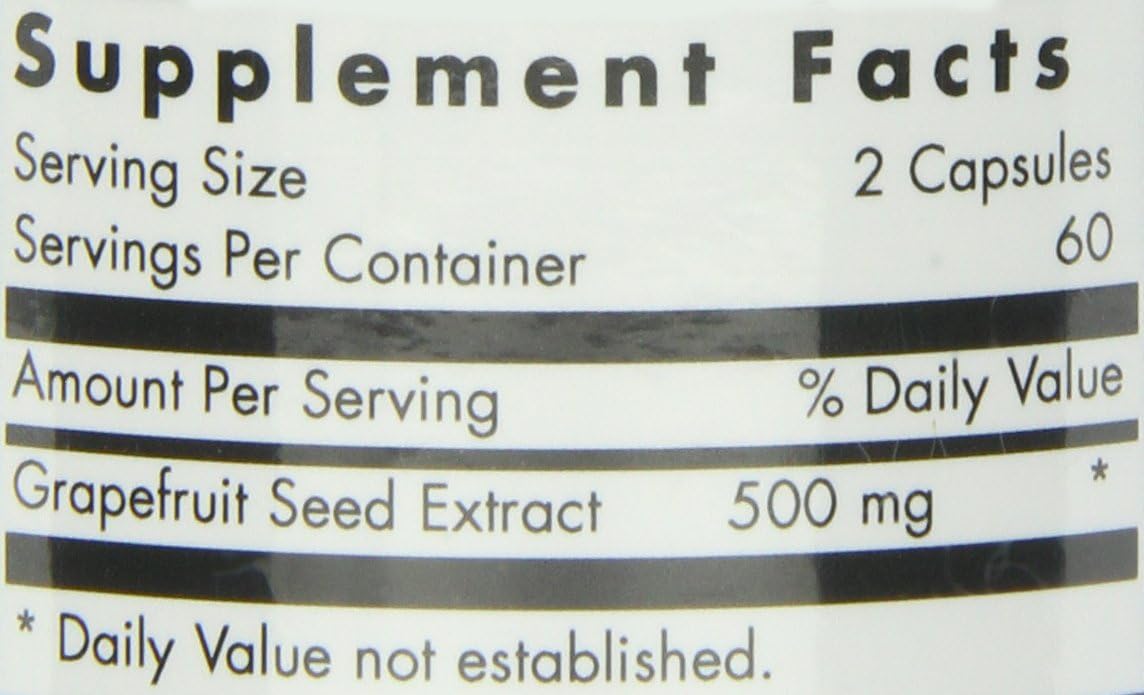 Supplement Facts
Serving Size 2 Capsules
Servings Per Container 60
Amount Per Serving % Daily Value
Grapefruit Seed Extract 500 mg *
* Daily Value not established.